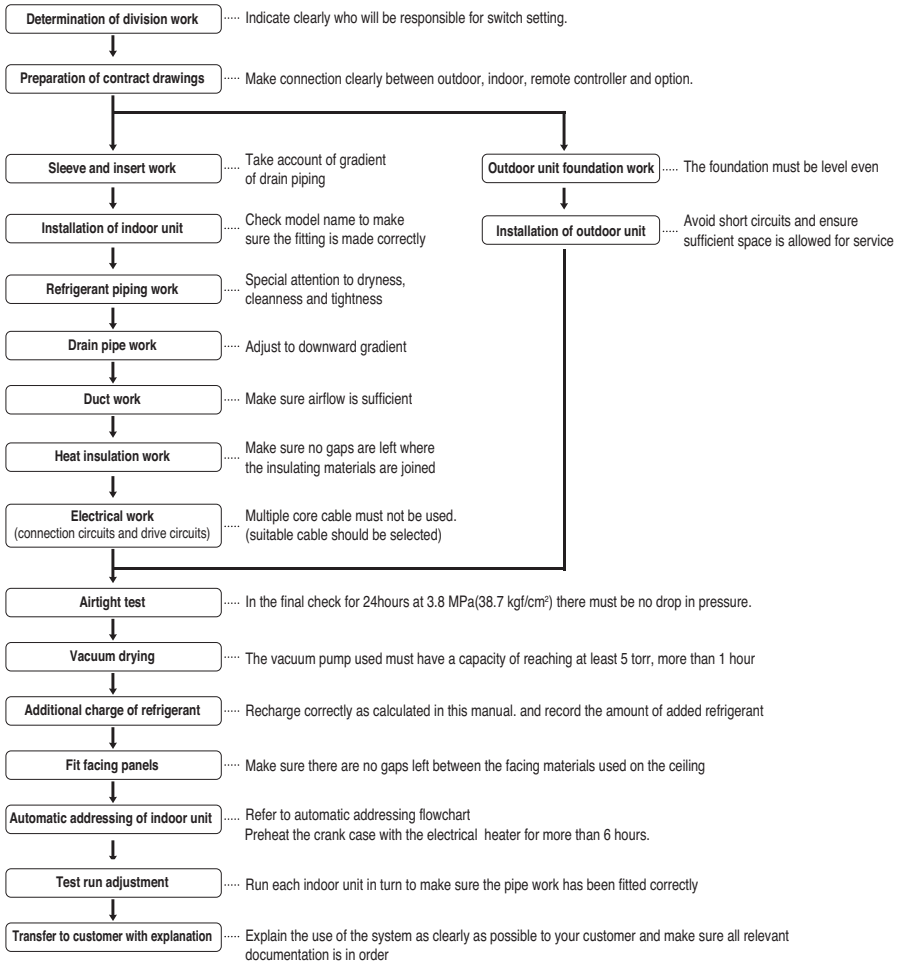 Determination of division work ····· Indicate clearly who will be responsible for switch setting.
Preparation of contract drawings ····· Make connection clearly between outdoor, indoor, remote controller and option.
Sleeve and insert work ····· Take account of gradient
of drain piping
Outdoor unit foundation work ····· The foundation must be level even
Installation of indoor unit ····· Check model name to make
sure the fitting is made correctly
Installation of outdoor unit ····· Avoid short circuits and ensure
sufficient space is allowed for service
Refrigerant piping work ····· Special attention to dryness,
cleanness and tightness
Drain pipe work ····· Adjust to downward gradient
Duct work ····· Make sure airflow is sufficient
Heat insulation work ····· Make sure no gaps are left where
the insulating materials are joined
Electrical work
(connection circuits and drive circuits) ····· Multiple core cable must not be used.
(suitable cable should be selected)
Airtight test ····· In the final check for 24hours at 3.8 MPa(38.7 kgf/cm²) there must be no drop in pressure.
Vacuum drying ····· The vacuum pump used must have a capacity of reaching at least 5 torr, more than 1 hour
Additional charge of refrigerant ····· Recharge correctly as calculated in this manual. and record the amount of added refrigerant
Fit facing panels ····· Make sure there are no gaps left between the facing materials used on the ceiling
Automatic addressing of indoor unit ····· Refer to automatic addressing flowchart
Preheat the crank case with the electrical heater for more than 6 hours.
Test run adjustment ····· Run each indoor unit in turn to make sure the pipe work has been fitted correctly
Transfer to customer with explanation ····· Explain the use of the system as clearly as possible to your customer and make sure all relevant
documentation is in order